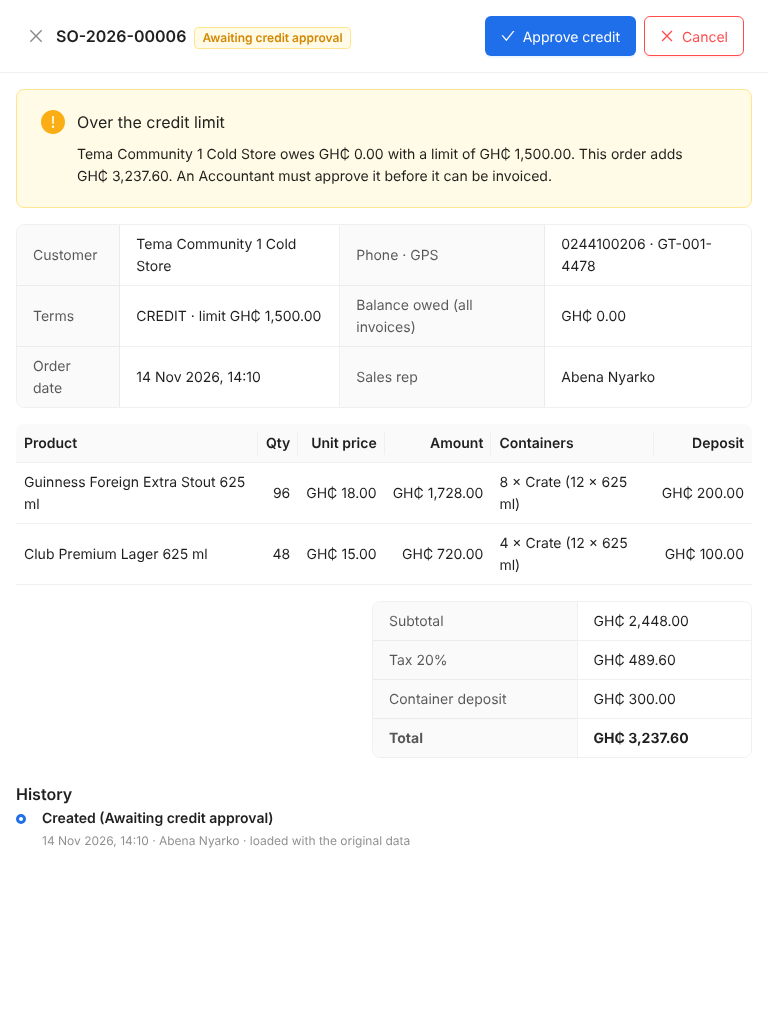 SO-2026-00006 Awaiting credit approval Approve credit Cancel
Over the credit limit
Tema Community 1 Cold Store owes GH₵ 0.00 with a limit of GH₵ 1,500.00. This order adds
GH₵ 3,237.60. An Accountant must approve it before it can be invoiced.
Customer Tema Community 1 Cold Store Phone · GPS 0244100206 · GT-001-4478
Terms CREDIT · limit GH₵ 1,500.00 Balance owed (all invoices) GH₵ 0.00
Order date 14 Nov 2026, 14:10 Sales rep Abena Nyarko
Product Qty Unit price Amount Containers Deposit
Guinness Foreign Extra Stout 625 ml 96 GH₵ 18.00 GH₵ 1,728.00 8 × Crate (12 × 625 ml) GH₵ 200.00
Club Premium Lager 625 ml 48 GH₵ 15.00 GH₵ 720.00 4 × Crate (12 × 625 ml) GH₵ 100.00
Subtotal GH₵ 2,448.00
Tax 20% GH₵ 489.60
Container deposit GH₵ 300.00
Total GH₵ 3,237.60
History
Created (Awaiting credit approval)
14 Nov 2026, 14:10 · Abena Nyarko · loaded with the original data